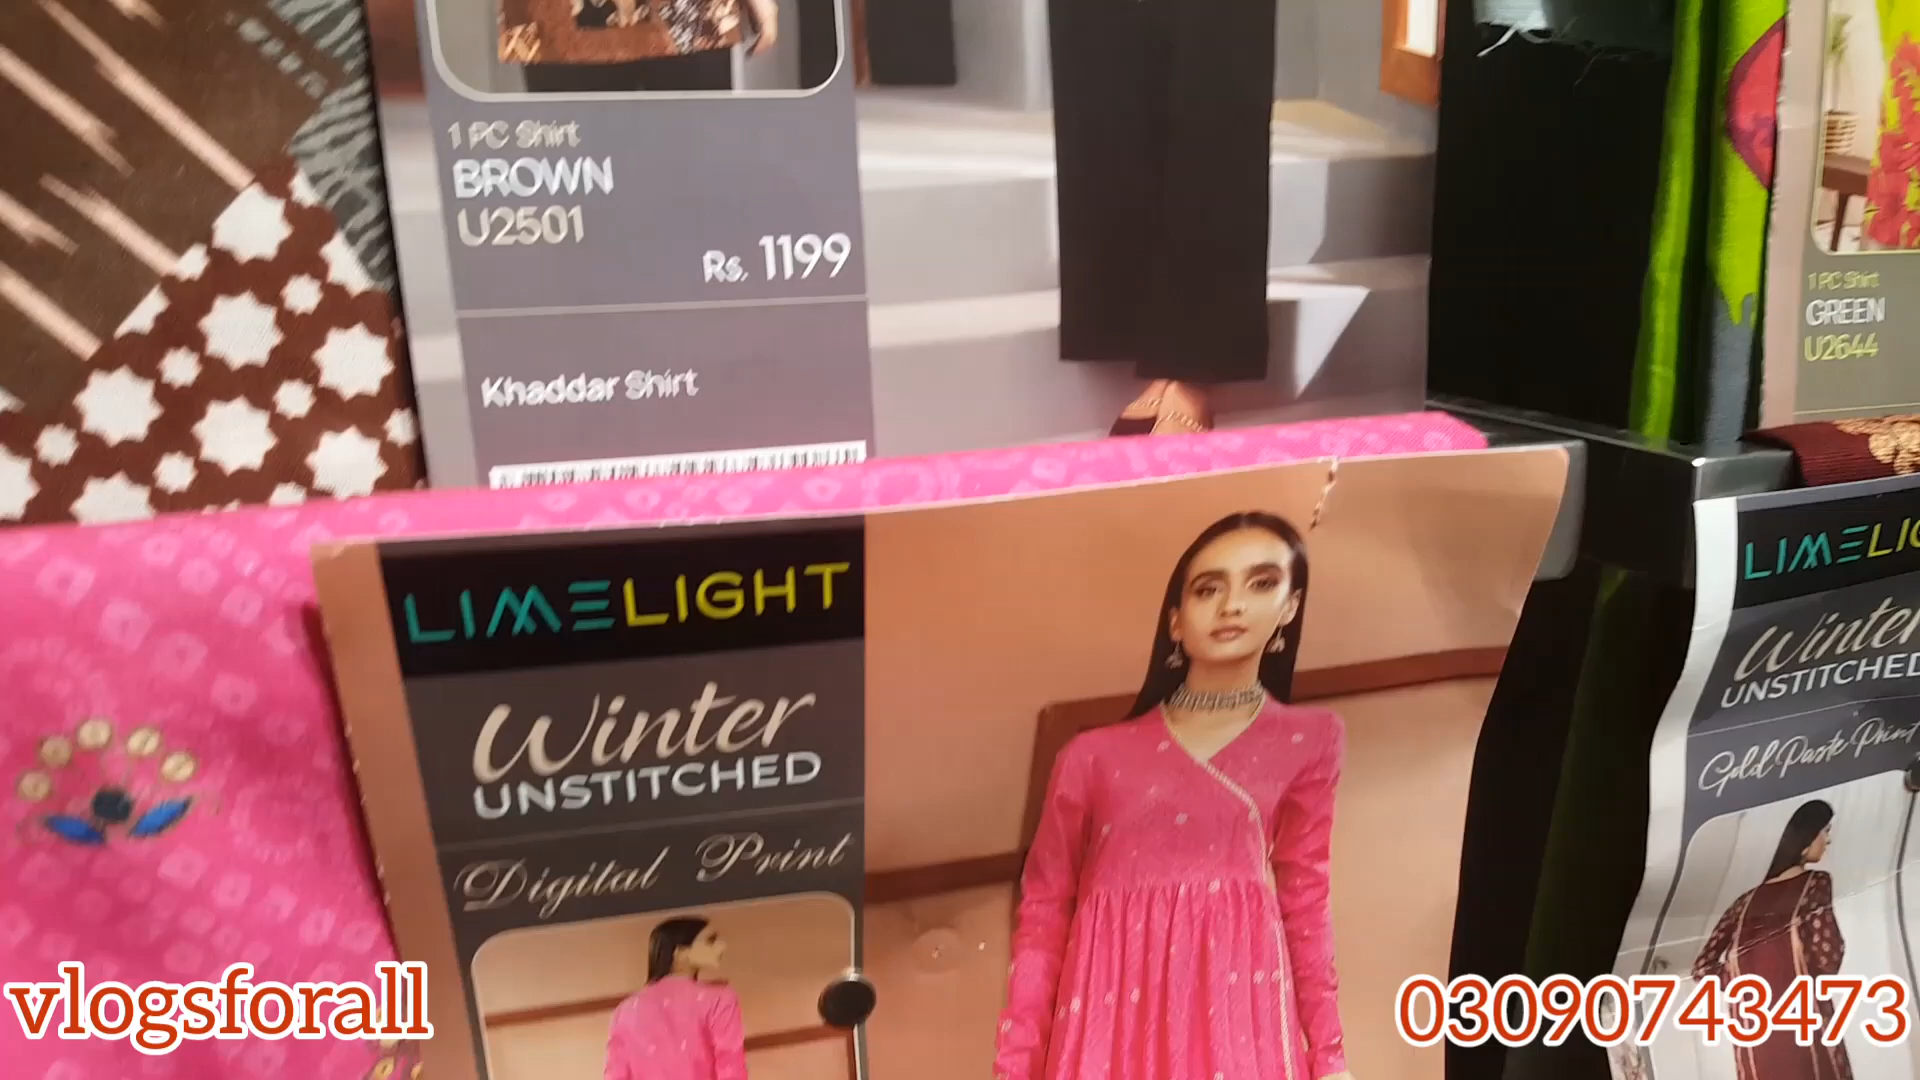 1 PC Shirt
BROWN
U2501
Rs. 1199
Khaddar Shirt
1 PC Shirt
GREEN
U2644
LIMELIGHT
Winter
UNSTITCHED
Digital Print
LIMELIG
Winter
UNSTITCHED
Gold Paste Print
vlogsforall
03090743473